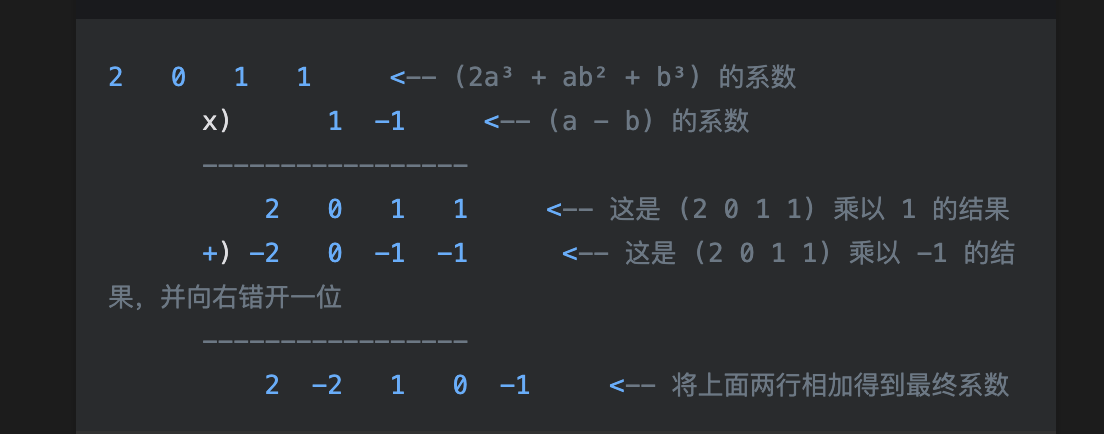 2   0   1   1     <-- (2a³ + ab² + b³) 的系数
      x)      1  -1     <-- (a - b) 的系数
      -----------------
          2   0   1   1     <-- 这是 (2 0 1 1) 乘以 1 的结果
      +) -2   0  -1  -1      <-- 这是 (2 0 1 1) 乘以 -1 的结
果，并向右错开一位
      -----------------
          2  -2   1   0  -1     <-- 将上面两行相加得到最终系数